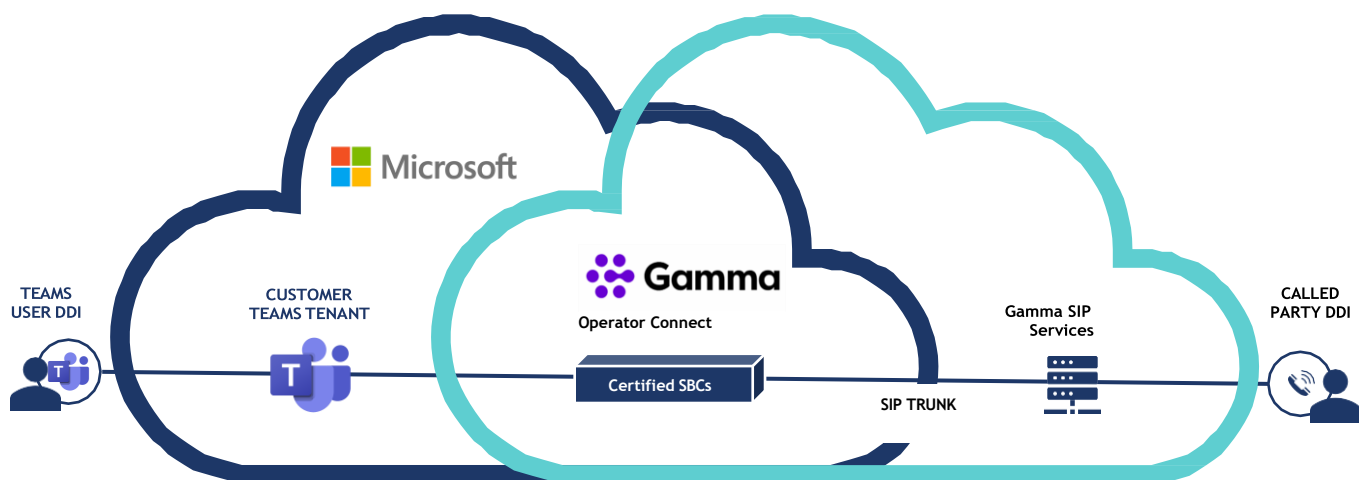 Microsoft
Gamma
Operator Connect
TEAMS
USER DDI
CUSTOMER
TEAMS TENANT
T
T
Certified SBCs
SIP TRUNK
Gamma SIP
Services
CALLED
PARTY DDI